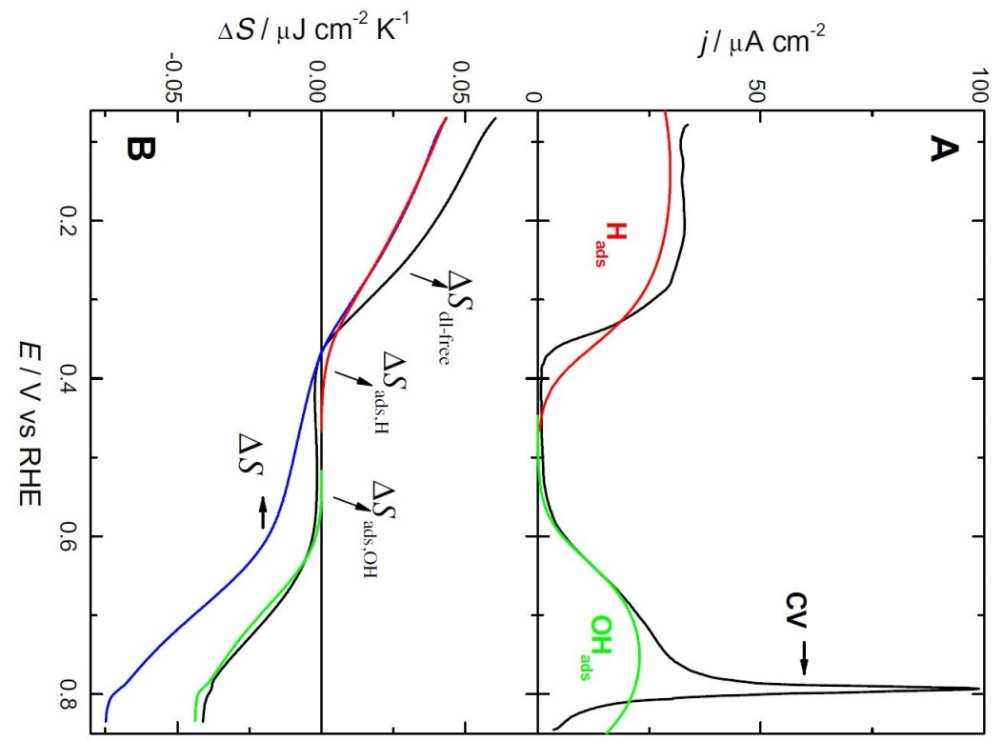 A
j / μA cm⁻²
100
50
0
H_ads
OH_ads
CV
B
ΔS / μJ cm⁻² K⁻¹
0.05
0.00
-0.05
ΔS_dl-free
ΔS_ads,H
ΔS_ads,OH
ΔS
0.2
0.4
0.6
0.8
E / V vs RHE